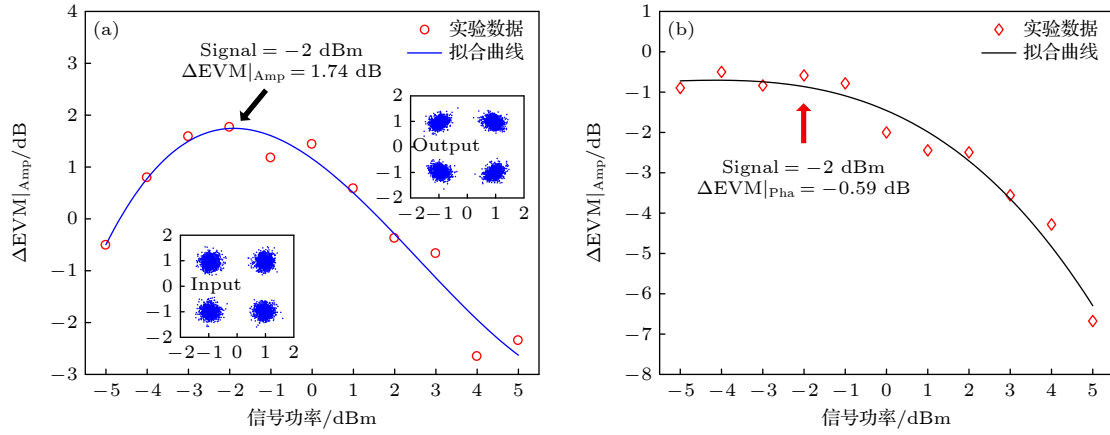 (a)
实验数据
拟合曲线
Signal = −2 dBm
ΔEVM|Amp = 1.74 dB
4
3
2
1
0
−1
−2
−3
ΔEVM|Amp/dB
−5 −4 −3 −2 −1 0 1 2 3 4 5
信号功率/dBm
2
1
0
−1
−2
Output
−2 −1 0 1 2
2
1
0
−1
−2
Input
−2 −1 0 1 2
(b)
实验数据
拟合曲线
Signal = −2 dBm
ΔEVM|Pha = −0.59 dB
1
0
−1
−2
−3
−4
−5
−6
−7
−8
ΔEVM|Amp/dB
−5 −4 −3 −2 −1 0 1 2 3 4 5
信号功率/dBm